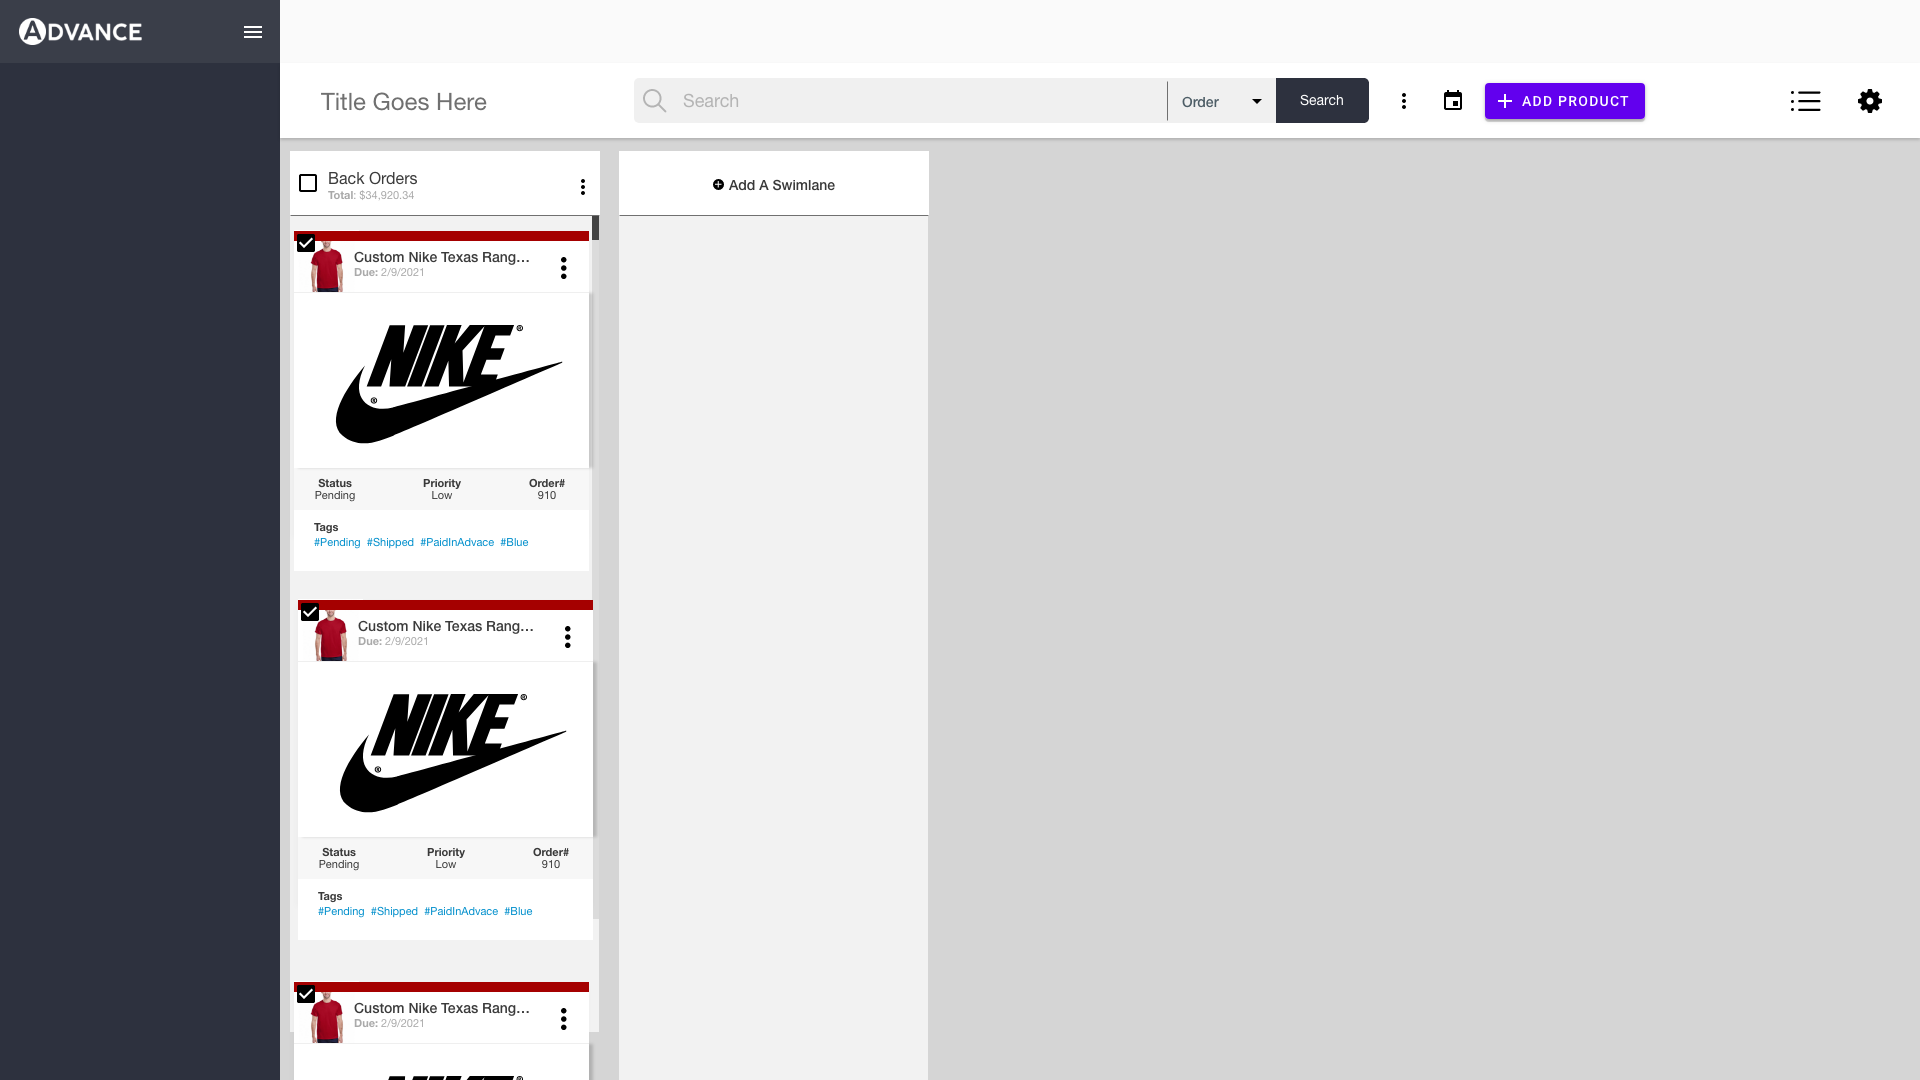 ADVANCE
Title Goes Here
Search
Order
Search
ADD PRODUCT
Back Orders
Total: $34,920.34
Add A Swimlane
Custom Nike Texas Rang...
Due: 2/9/2021
NIKE®
®
Status Priority Order#
Pending Low 910
Tags
#Pending #Shipped #PaidInAdvace #Blue
Custom Nike Texas Rang...
Due: 2/9/2021
NIKE®
®
Status Priority Order#
Pending Low 910
Tags
#Pending #Shipped #PaidInAdvace #Blue
Custom Nike Texas Rang...
Due: 2/9/2021